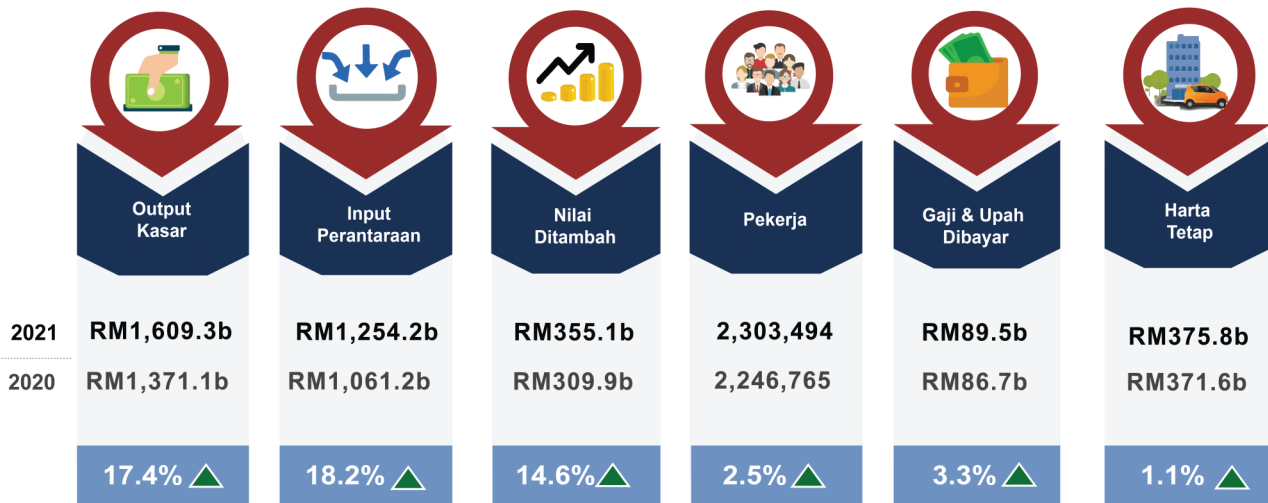 Output
Kasar
Input
Perantaraan
Nilai
Ditambah
Pekerja
Gaji & Upah
Dibayar
Harta
Tetap
2021 RM1,609.3b RM1,254.2b RM355.1b 2,303,494 RM89.5b RM375.8b
2020 RM1,371.1b RM1,061.2b RM309.9b 2,246,765 RM86.7b RM371.6b
17.4% 18.2% 14.6% 2.5% 3.3% 1.1%